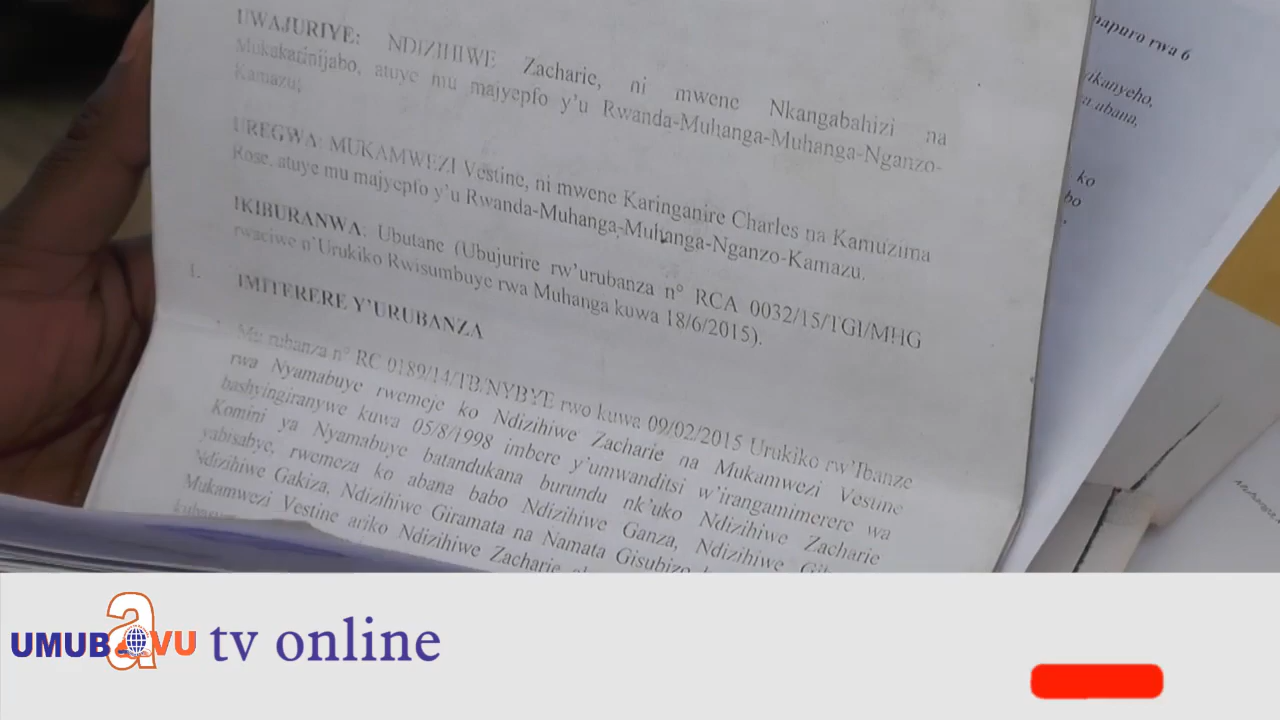 UWAJURIYE: NDIZIHIWE Zacharie, ni mwene Nkangabahizi na
Mukakarinijabo, atuye mu majyepfo y'u Rwanda-Muhanga-Muhanga-Nganzo-
Kamazu;
UREGWA: MUKAMWEZI Vestine, ni mwene Karinganire Charles na Kamuzima
Rose, atuye mu majyepfo y'u Rwanda-Muhanga-Muhanga-Nganzo-Kamazu.
IKIBURANWA: Ubutane (Ubujurire rw'urubanza n° RCA 0032/15/TGI/MHG
rwaciwe n'Urukiko Rwisumbuye rwa Muhanga kuwa 18/6/2015).
I. IMITERERE Y'URUBANZA
Mu rubanza n° RC 0189/14/TB/NYBYE rwo kuwa 09/02/2015 Urukiko rw'Ibanze
rwa Nyamabuye rwemeje ko Ndizihiwe Zacharie na Mukamwezi Vestine
bashyingiranywe kuwa 05/8/1998 imbere y'umwanditsi w'irangamimerere wa
Komini ya Nyamabuye batandukana burundu nk'uko Ndizihiwe Zacharie
yabisabye, rwemeza ko abana babo Ndizihiwe Ganza, Ndizihiwe
Ndizihiwe Gakiza, Ndizihiwe Giramata na Namata Gisubizo
Mukamwezi Vestine ariko Ndizihiwe Zacharie
rwa 6
abana,
ko
bo
UMUBAVU tv online